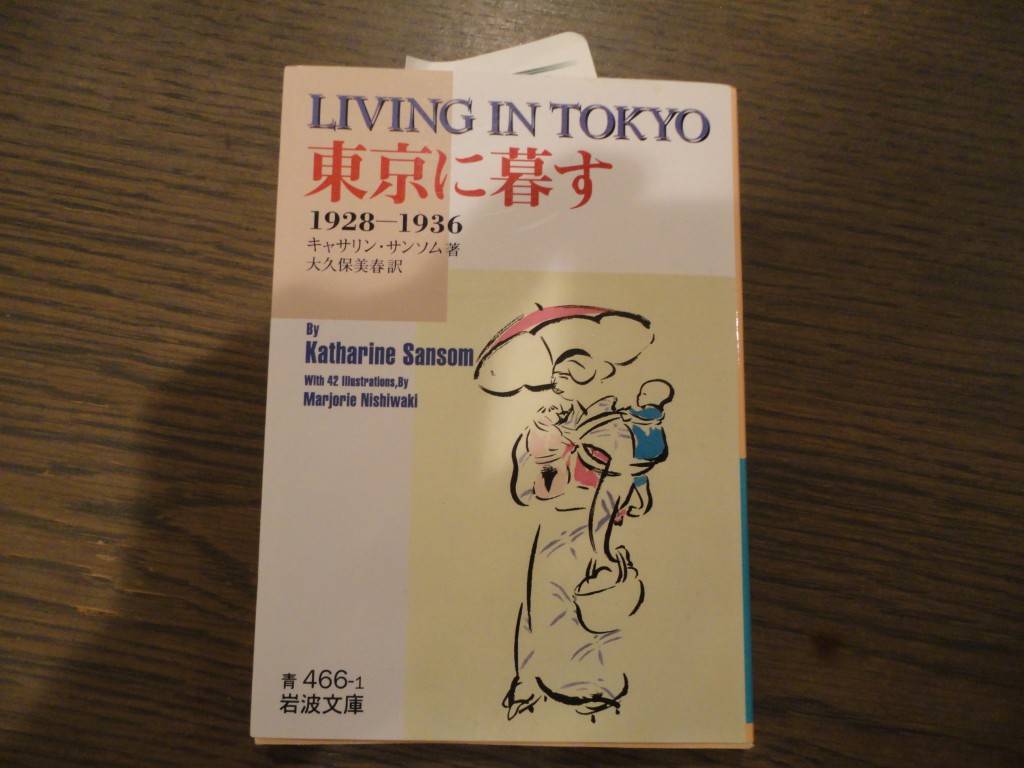 LIVING IN TOKYO
東京に暮す
1928―1936
キャサリン・サンソム著
大久保美春訳
By
Katharine Sansom
With 42 Illustrations,By
Marjorie Nishiwaki
青 466-1
岩波文庫